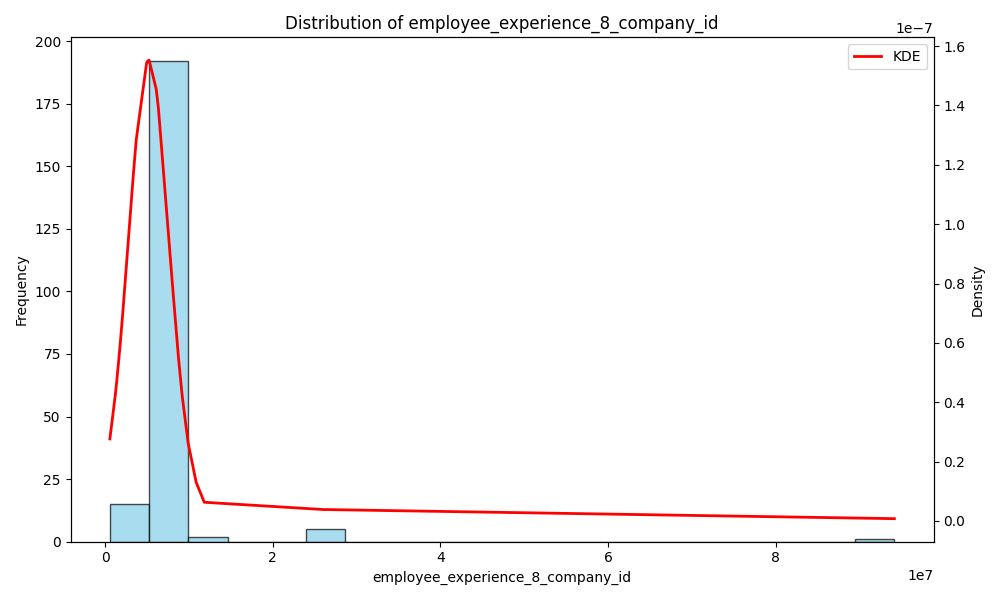 Distribution of employee_experience_8_company_id
1e−7
KDE
200
175
150
125
100
75
50
25
0
Frequency
1.6
1.4
1.2
1.0
0.8
0.6
0.4
0.2
0.0
Density
0 2 4 6 8
1e7
employee_experience_8_company_id